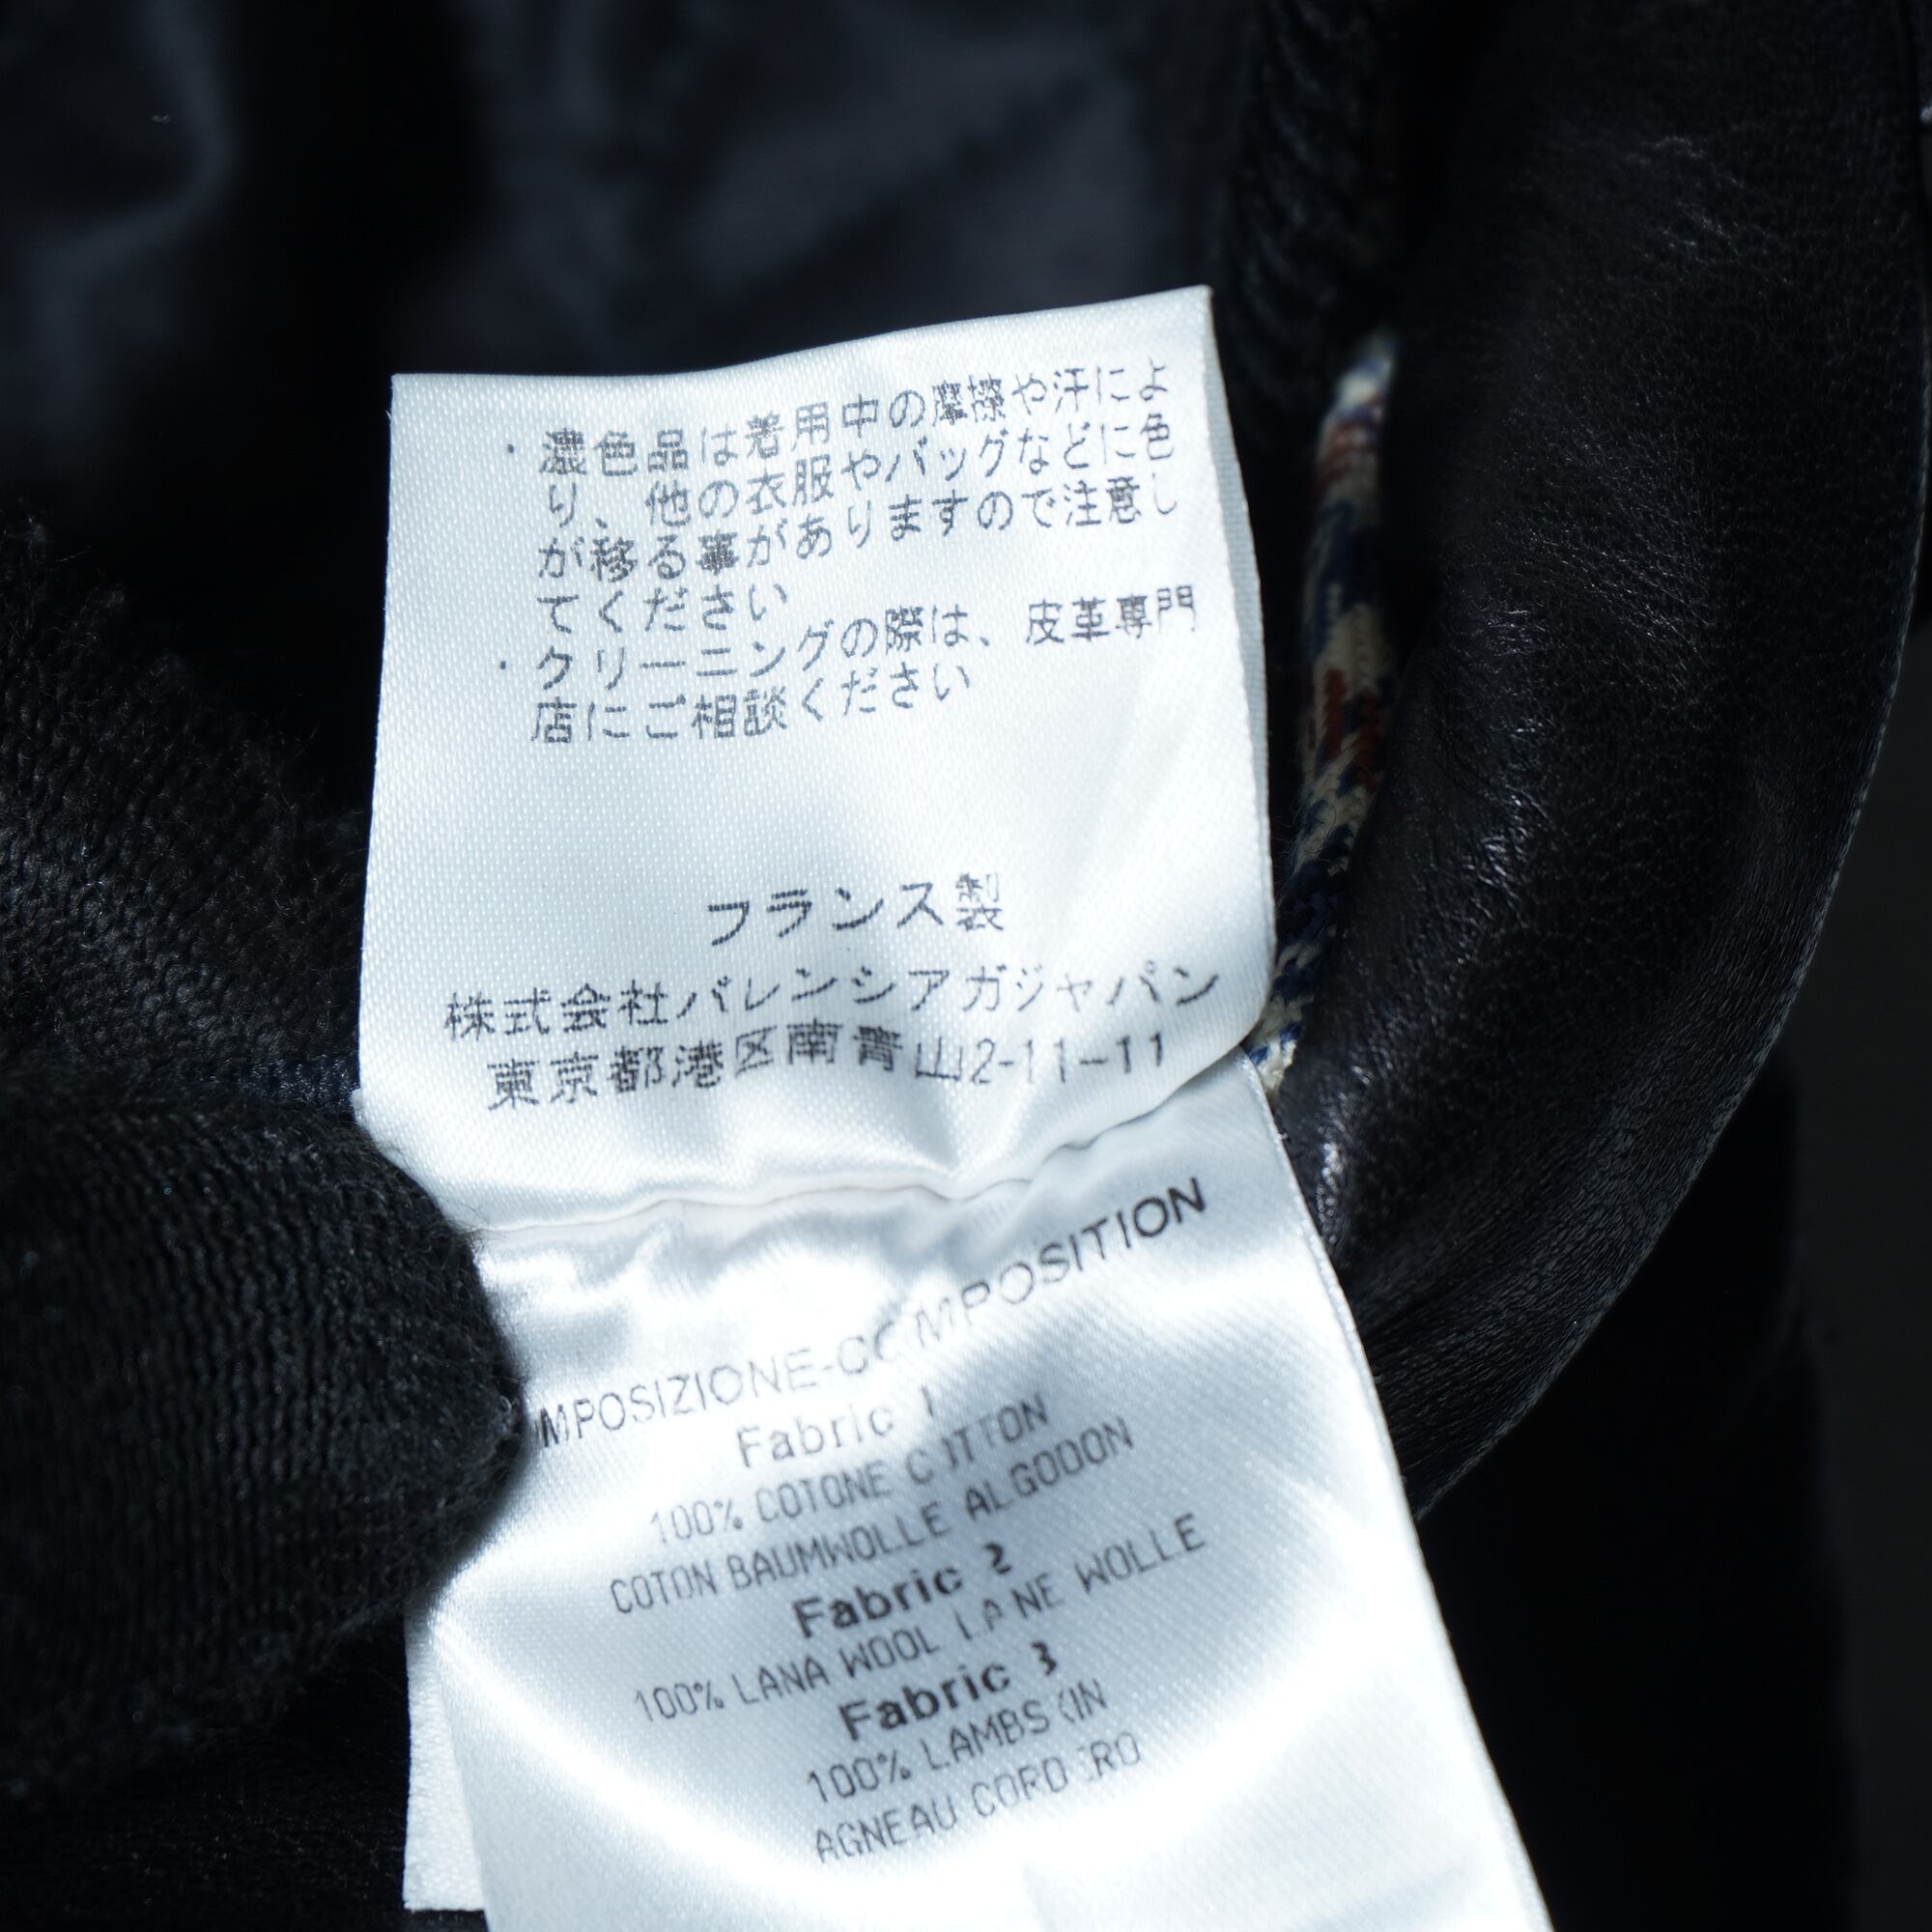 ・濃色品は着用中の摩擦や汗によ
り、他の衣服やバッグなどに色
が移る事がありますので注意し
てください
・クリーニングの際は、皮革専門
店にご相談ください
フランス製
株式会社バレンシアガジャパン
東京都港区南青山2-11-11
MPOSIZIONE-COMPOSITION
Fabric 1
100% COTONE COTTON
COTON BAUMWOLLE ALGODON
Fabric 2
100% LANA WOOL LANE WOLLE
Fabric 3
100% LAMBSKIN
AGNEAU CORDERO